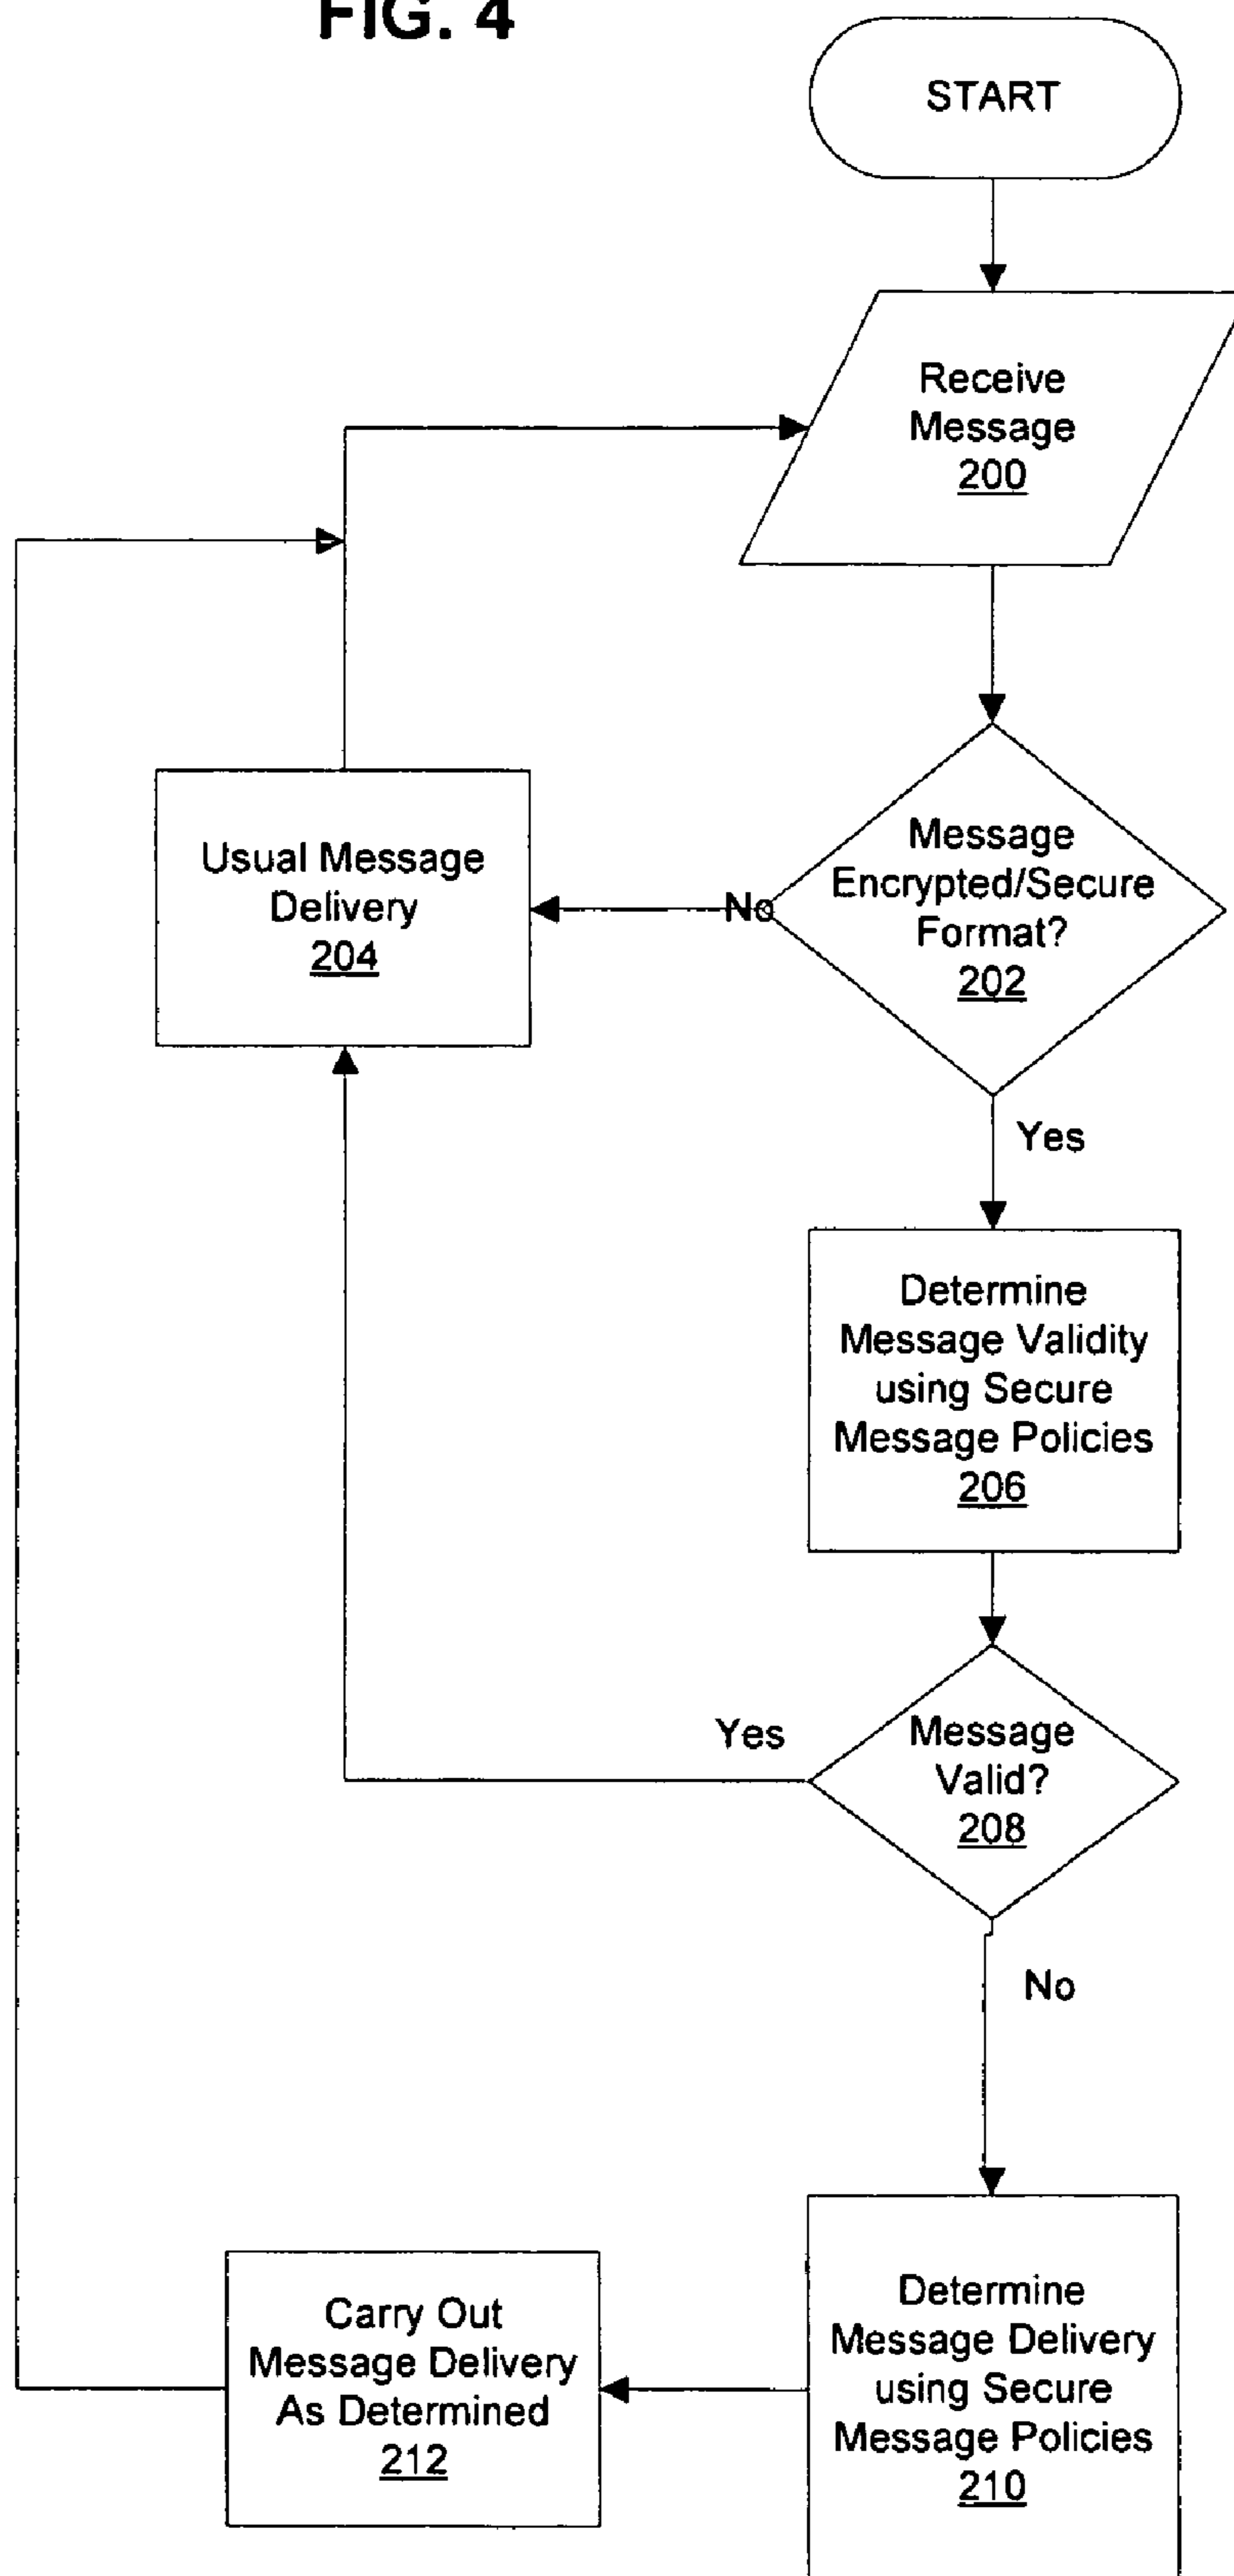 FIG. 4
START
Receive
Message
200
Message
Encrypted/Secure
Format?
202
No
Usual Message
Delivery
204
Yes
Determine
Message Validity
using Secure
Message Policies
206
Message
Valid?
208
Yes
No
Determine
Message Delivery
using Secure
Message Policies
210
Carry Out
Message Delivery
As Determined
212